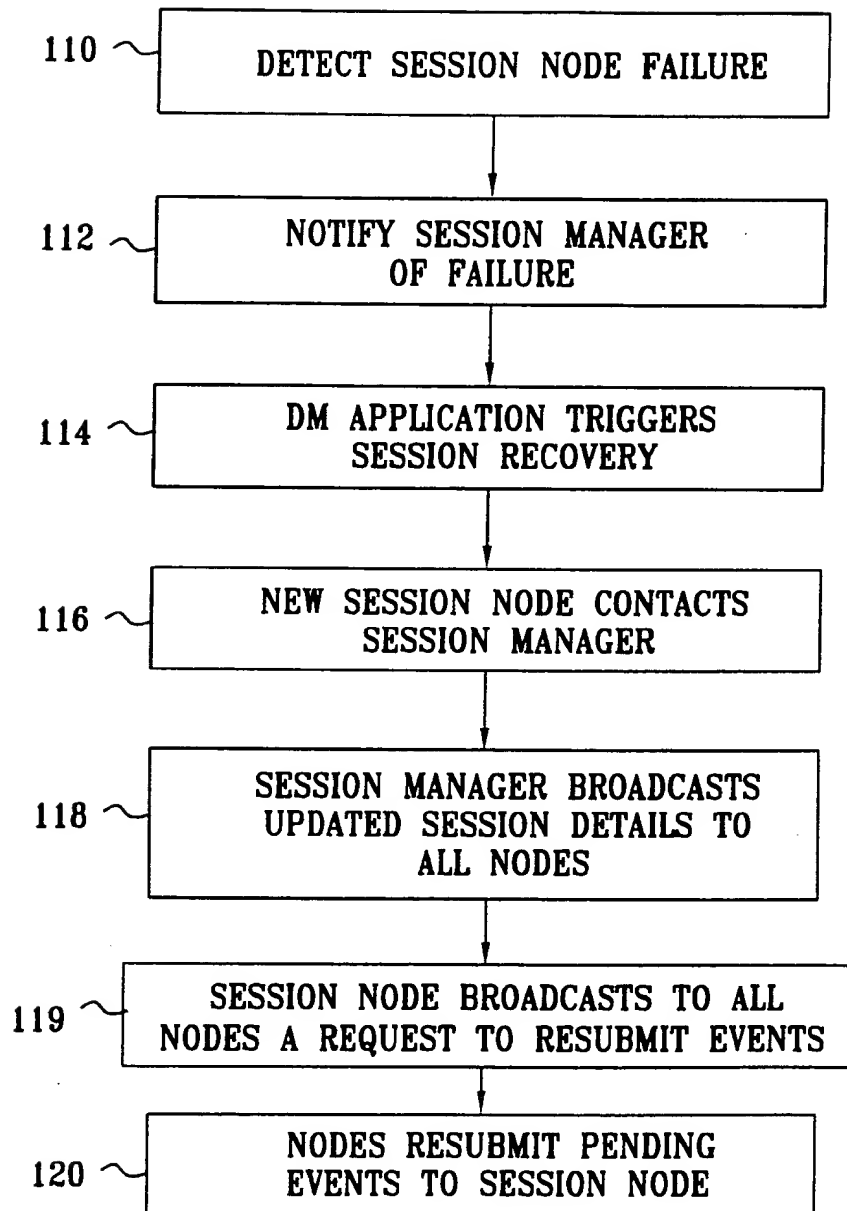 110
DETECT SESSION NODE FAILURE
112
NOTIFY SESSION MANAGER
OF FAILURE
114
DM APPLICATION TRIGGERS
SESSION RECOVERY
116
NEW SESSION NODE CONTACTS
SESSION MANAGER
118
SESSION MANAGER BROADCASTS
UPDATED SESSION DETAILS TO
ALL NODES
119
SESSION NODE BROADCASTS TO ALL
NODES A REQUEST TO RESUBMIT EVENTS
120
NODES RESUBMIT PENDING
EVENTS TO SESSION NODE